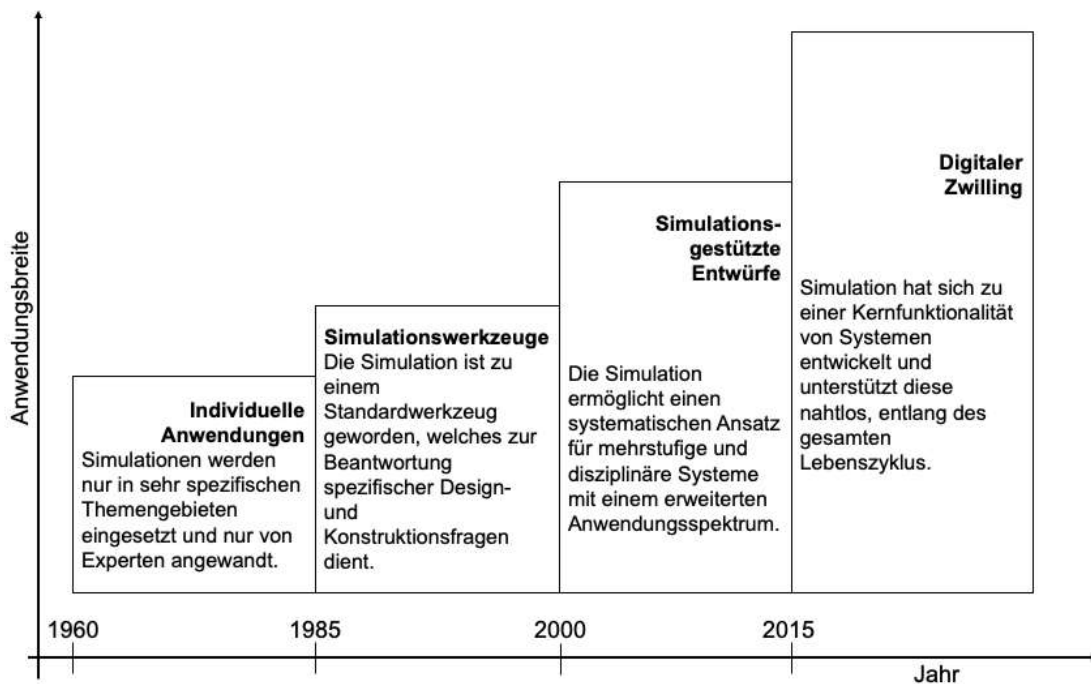 Anwendungsbreite
Individuelle
Anwendungen
Simulationen werden
nur in sehr spezifischen
Themengebieten
eingesetzt und nur von
Experten angewandt.
Simulationswerkzeuge
Die Simulation ist zu
einem
Standardwerkzeug
geworden, welches zur
Beantwortung
spezifischer Design-
und
Konstruktionsfragen
dient.
Simulations-
gestützte
Entwürfe
Die Simulation
ermöglicht einen
systematischen Ansatz
für mehrstufige und
disziplinäre Systeme
mit einem erweiterten
Anwendungsspektrum.
Digitaler
Zwilling
Simulation hat sich zu
einer Kernfunktionalität
von Systemen
entwickelt und
unterstützt diese
nahtlos, entlang des
gesamten
Lebenszyklus.
1960
1985
2000
2015
Jahr